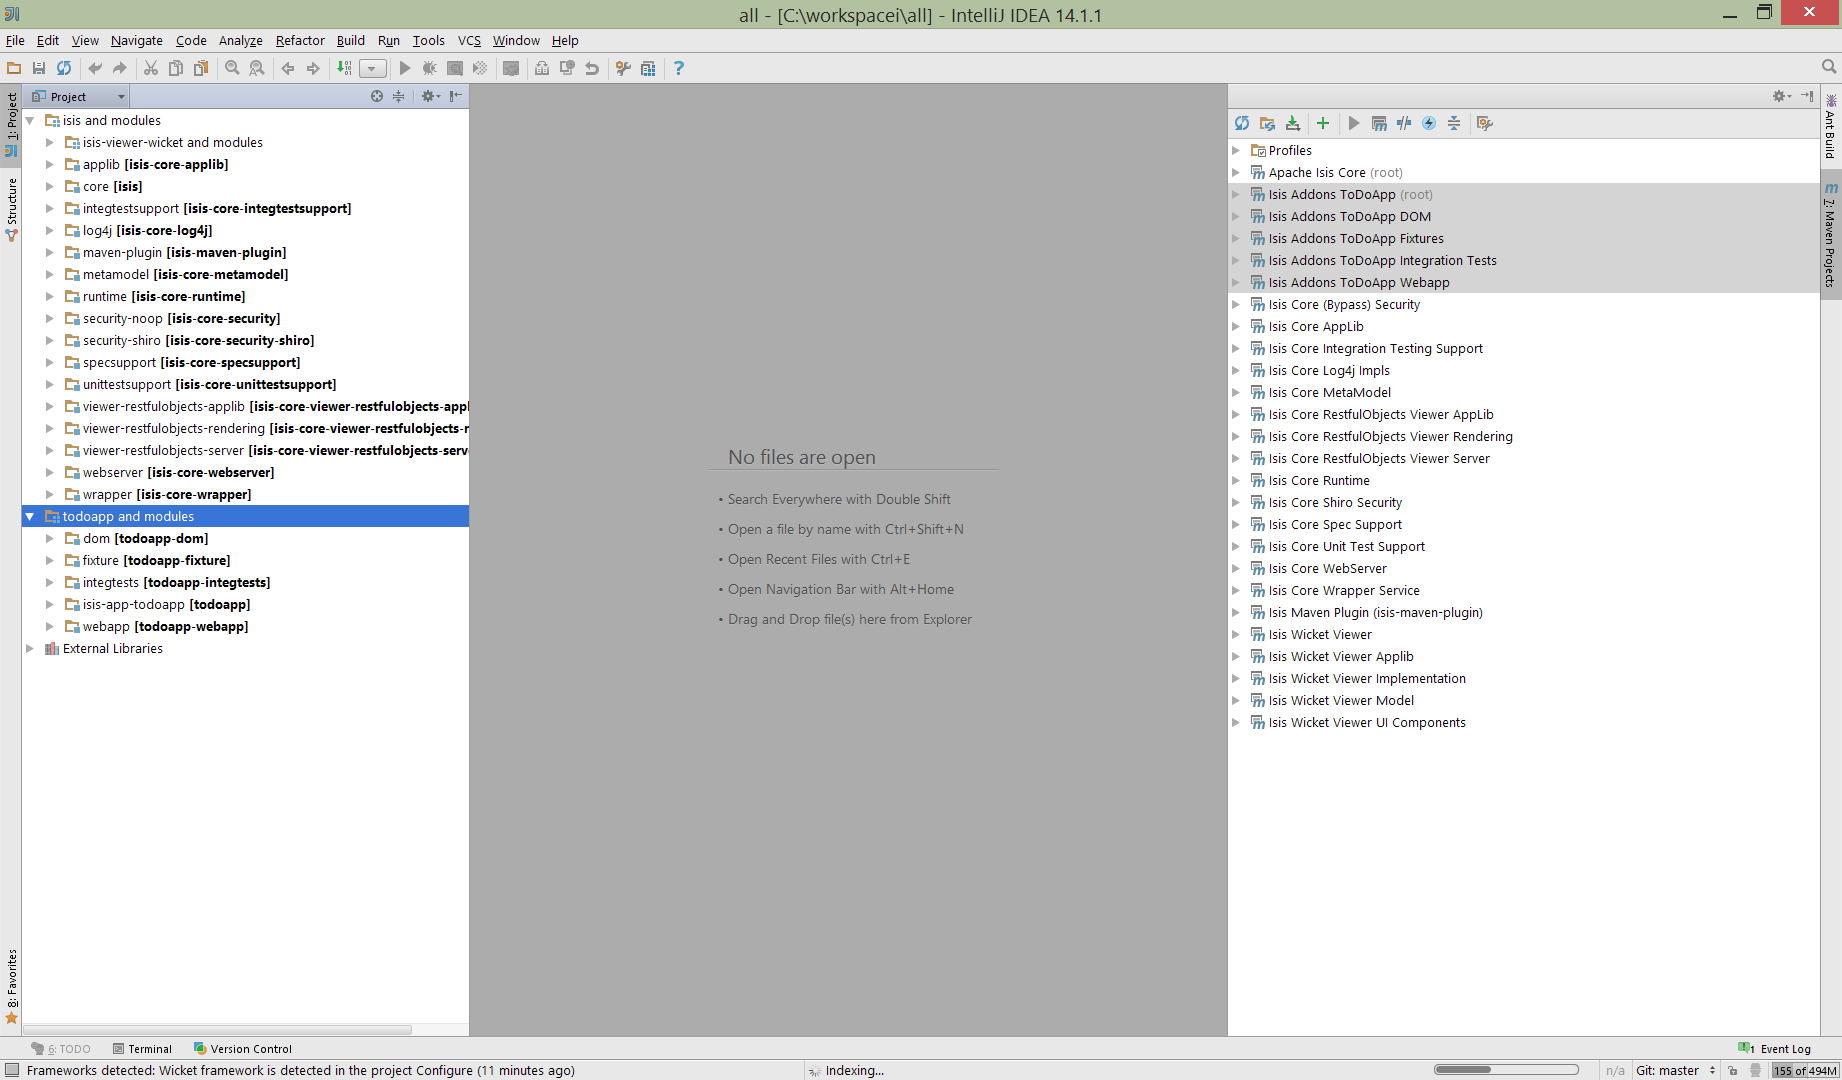 all - [C:\workspacei\all] - IntelliJ IDEA 14.1.1
File Edit View Navigate Code Analyze Refactor Build Run Tools VCS Window Help
1: Project
Structure
8: Favorites
Project
isis and modules
isis-viewer-wicket and modules
applib [isis-core-applib]
core [isis]
integtestsupport [isis-core-integtestsupport]
log4j [isis-core-log4j]
maven-plugin [isis-maven-plugin]
metamodel [isis-core-metamodel]
runtime [isis-core-runtime]
security-noop [isis-core-security]
security-shiro [isis-core-security-shiro]
specsupport [isis-core-specsupport]
unittestsupport [isis-core-unittestsupport]
viewer-restfulobjects-applib [isis-core-viewer-restfulobjects-appl
viewer-restfulobjects-rendering [isis-core-viewer-restfulobjects-r
viewer-restfulobjects-server [isis-core-viewer-restfulobjects-serv
webserver [isis-core-webserver]
wrapper [isis-core-wrapper]
todoapp and modules
dom [todoapp-dom]
fixture [todoapp-fixture]
integtests [todoapp-integtests]
isis-app-todoapp [todoapp]
webapp [todoapp-webapp]
External Libraries
No files are open
• Search Everywhere with Double Shift
• Open a file by name with Ctrl+Shift+N
• Open Recent Files with Ctrl+E
• Open Navigation Bar with Alt+Home
• Drag and Drop file(s) here from Explorer
Profiles
Apache Isis Core (root)
Isis Addons ToDoApp (root)
Isis Addons ToDoApp DOM
Isis Addons ToDoApp Fixtures
Isis Addons ToDoApp Integration Tests
Isis Addons ToDoApp Webapp
Isis Core (Bypass) Security
Isis Core AppLib
Isis Core Integration Testing Support
Isis Core Log4j Impls
Isis Core MetaModel
Isis Core RestfulObjects Viewer AppLib
Isis Core RestfulObjects Viewer Rendering
Isis Core RestfulObjects Viewer Server
Isis Core Runtime
Isis Core Shiro Security
Isis Core Spec Support
Isis Core Unit Test Support
Isis Core WebServer
Isis Core Wrapper Service
Isis Maven Plugin (isis-maven-plugin)
Isis Wicket Viewer
Isis Wicket Viewer Applib
Isis Wicket Viewer Implementation
Isis Wicket Viewer Model
Isis Wicket Viewer UI Components
Ant Build
7: Maven Projects
6: TODO Terminal Version Control 1 Event Log
Frameworks detected: Wicket framework is detected in the project Configure (11 minutes ago) Indexing... n/a Git: master 155 of 494M